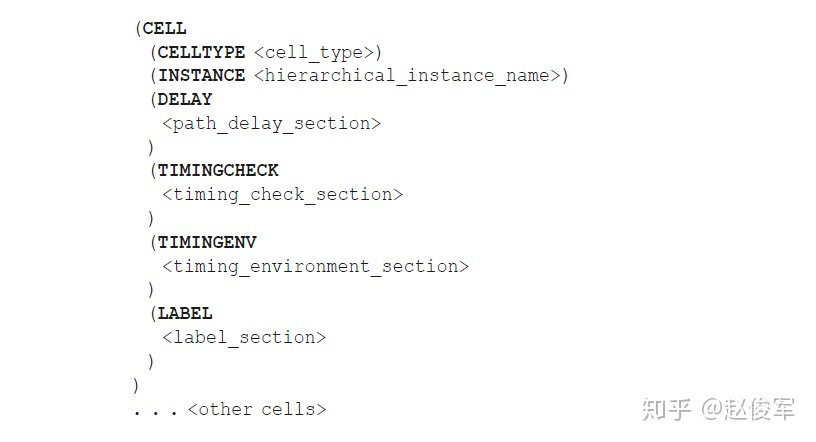 (CELL
(CELLTYPE <cell_type>)
(INSTANCE <hierarchical_instance_name>)
(DELAY
<path_delay_section>
)
(TIMINGCHECK
<timing_check_section>
)
(TIMINGENV
<timing_environment_section>
)
(LABEL
<label_section>
)
)
. . . <other cells>
知乎 @赵俊军